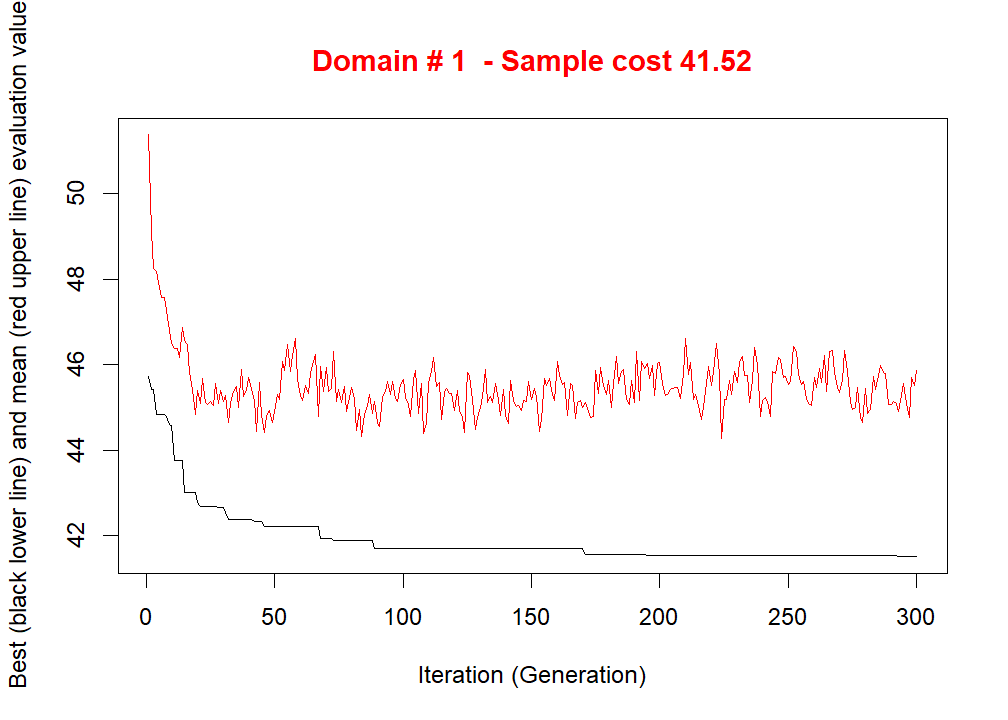 Domain # 1  - Sample cost 41.52
Best (black lower line) and mean (red upper line) evaluation value
50
48
46
44
42
0 50 100 150 200 250 300
Iteration (Generation)